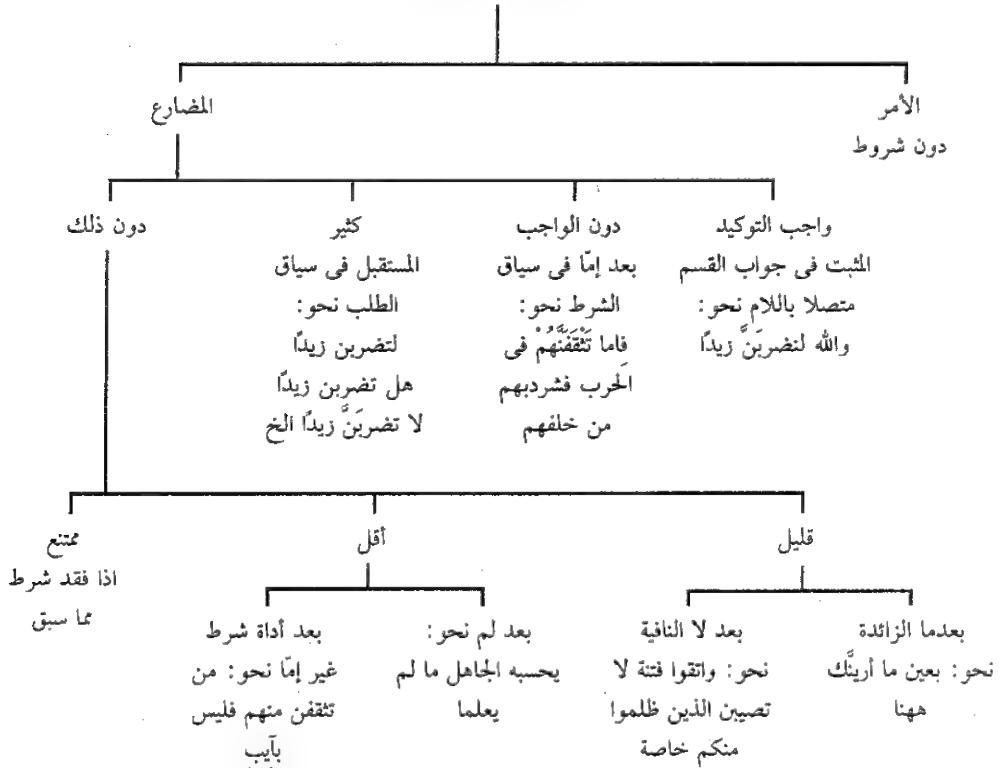 الأمر
دون شروط
المضارع
واجب التوكيد
المثبت فى جواب القسم
متصلا باللام نحو:
والله لنضربَنَّ زيدًا
دون الواجب
بعد إمّا فى سياق
الشرط نحو:
فاما تَثْقَفَنَّهُمْ فى
الحرب فشردبهم
من خلفهم
كثير
المستقبل فى سياق
الطلب نحو:
لتضربن زيدًا
هل تضربن زيدًا
لا تضربَنَّ زيدًا الخ
دون ذلك
قليل
بعدما الزائدة
نحو: بعين ما أرينَّك
ههنا
بعد لا النافية
نحو: واتقوا فتنة لا
تصيبن الذين ظلموا
منكم خاصة
أقل
بعد لم نحو:
يحسبه الجاهل ما لم
يعلما
بعد أداة شرط
غير إمّا نحو: من
تثقفن منهم فليس
بآيب
ممتنع
اذا فقد شرط
مما سبق